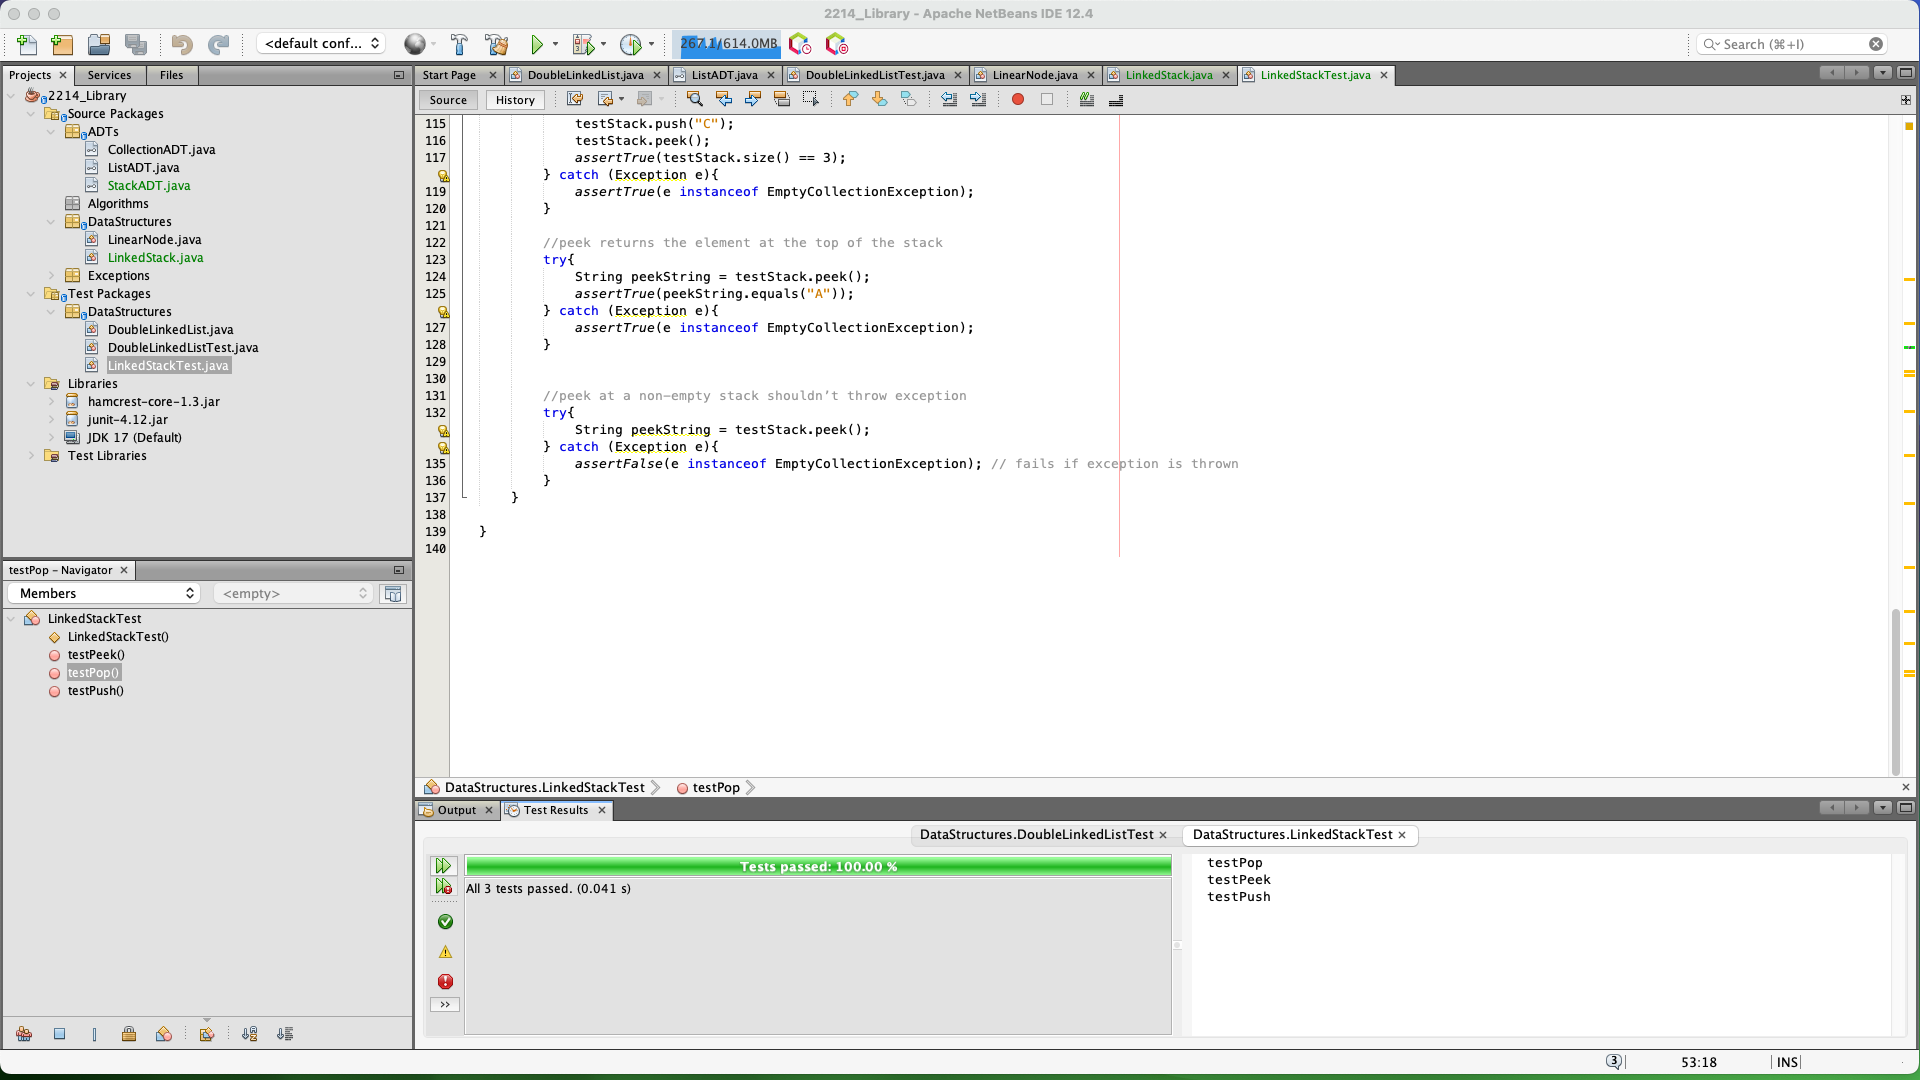 2214_Library - Apache NetBeans IDE 12.4
<default conf...
267.1/614.0MB
Search (⌘+I)
Projects
Services
Files
2214_Library
Source Packages
ADTs
CollectionADT.java
ListADT.java
StackADT.java
Algorithms
DataStructures
LinearNode.java
LinkedStack.java
Exceptions
Test Packages
DataStructures
DoubleLinkedList.java
DoubleLinkedListTest.java
LinkedStackTest.java
Libraries
hamcrest-core-1.3.jar
junit-4.12.jar
JDK 17 (Default)
Test Libraries
testPop - Navigator
Members
<empty>
LinkedStackTest
LinkedStackTest()
testPeek()
testPop()
testPush()
Start Page
DoubleLinkedList.java
ListADT.java
DoubleLinkedListTest.java
LinearNode.java
LinkedStack.java
LinkedStackTest.java
Source
History
115 testStack.push("C");
116 testStack.peek();
117 assertTrue(testStack.size() == 3);
} catch (Exception e){
119 assertTrue(e instanceof EmptyCollectionException);
120 }
121
122 //peek returns the element at the top of the stack
123 try{
124 String peekString = testStack.peek();
125 assertTrue(peekString.equals("A"));
} catch (Exception e){
127 assertTrue(e instanceof EmptyCollectionException);
128 }
129
130
131 //peek at a non-empty stack shouldn't throw exception
132 try{
String peekString = testStack.peek();
} catch (Exception e){
135 assertFalse(e instanceof EmptyCollectionException); // fails if exception is thrown
136 }
137 }
138
139 }
140
DataStructures.LinkedStackTest
testPop
Output
Test Results
DataStructures.DoubleLinkedListTest
DataStructures.LinkedStackTest
Tests passed: 100.00 %
All 3 tests passed. (0.041 s)
testPop
testPeek
testPush
3
53:18
INS